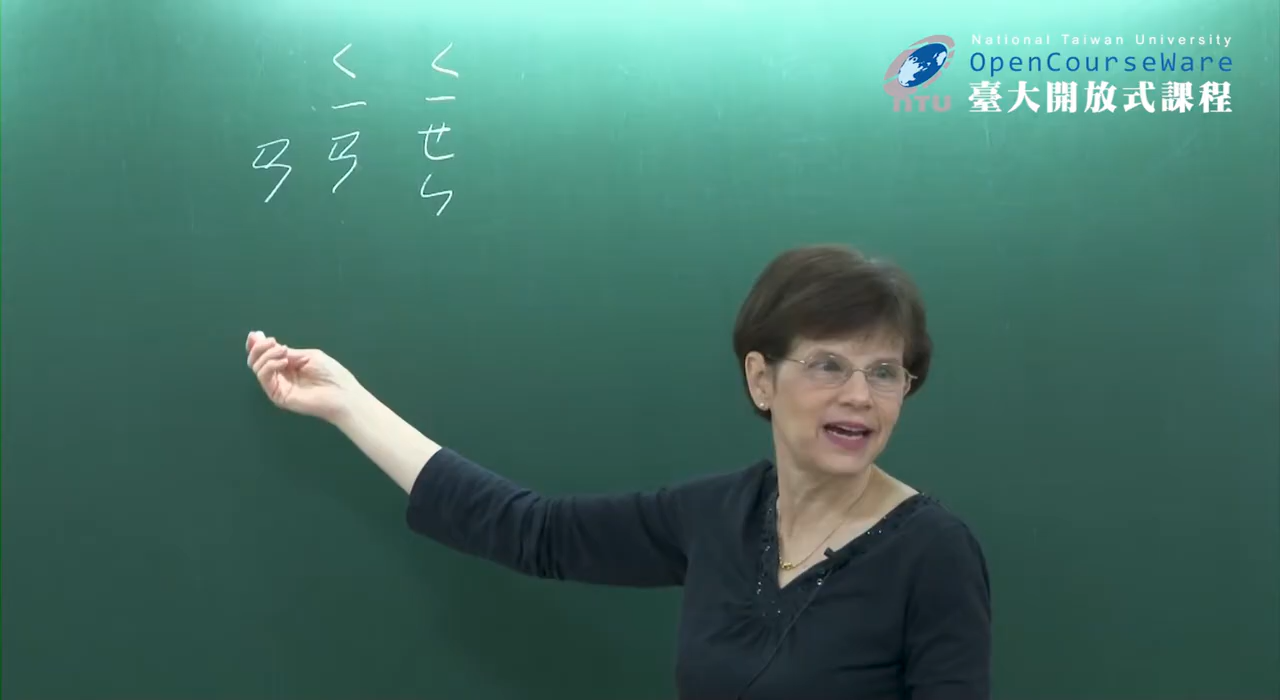 ㄑㄧㄝㄣ
ㄑㄧㄢ
ㄢ
National Taiwan University
OpenCourseWare
臺大開放式課程
NTU